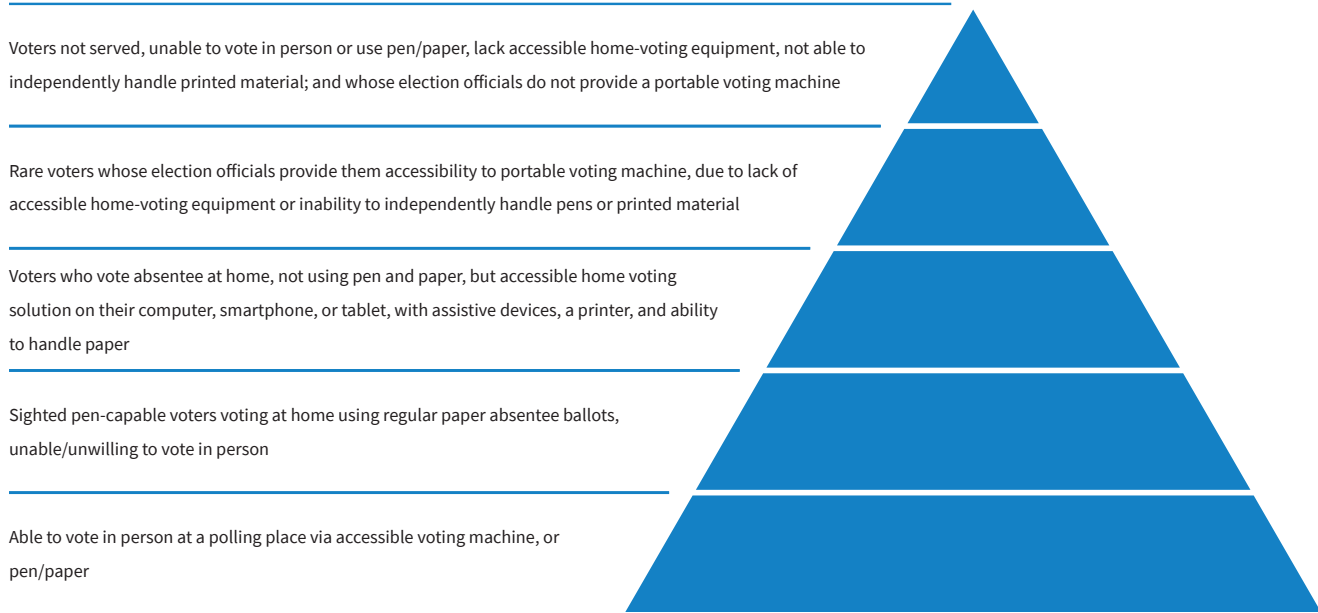 Voters not served, unable to vote in person or use pen/paper, lack accessible home-voting equipment, not able to
independently handle printed material; and whose election officials do not provide a portable voting machine
Rare voters whose election officials provide them accessibility to portable voting machine, due to lack of
accessible home-voting equipment or inability to independently handle pens or printed material
Voters who vote absentee at home, not using pen and paper, but accessible home voting
solution on their computer, smartphone, or tablet, with assistive devices, a printer, and ability
to handle paper
Sighted pen-capable voters voting at home using regular paper absentee ballots,
unable/unwilling to vote in person
Able to vote in person at a polling place via accessible voting machine, or
pen/paper